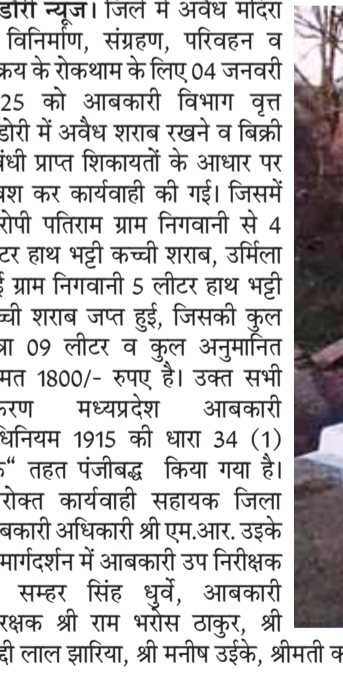 डोरी न्यूज। जिले में अवैध मदिरा
विनिर्माण, संग्रहण, परिवहन व
क्रय के रोकथाम के लिए 04 जनवरी
25 को आबकारी विभाग वृत्त
डोरी में अवैध शराब रखने व बिक्री
बंधी प्राप्त शिकायतों के आधार पर
बिश कर कार्यवाही की गई। जिसमें
रोपी पतिराम ग्राम निगवानी से 4
टर हाथ भट्टी कच्ची शराब, उर्मिला
ई ग्राम निगवानी 5 लीटर हाथ भट्टी
च्ची शराब जप्त हुई, जिसकी कुल
त्रा 09 लीटर व कुल अनुमानित
मत 1800/- रुपए है। उक्त सभी
करण मध्यप्रदेश आबकारी
धिनियम 1915 की धारा 34 (1)
क“ तहत पंजीबद्ध किया गया है।
रोक्त कार्यवाही सहायक जिला
बकारी अधिकारी श्री एम.आर. उइके
मार्गदर्शन में आबकारी उप निरीक्षक
सम्हर सिंह धुर्वे, आबकारी
रक्षक श्री राम भरोस ठाकुर, श्री
द्दी लाल झारिया, श्री मनीष उईके, श्रीमती क